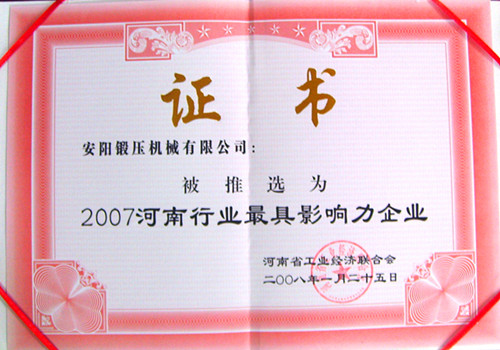 证书
安阳锻压机械有限公司：
被推选为
2007河南行业最具影响力企业
河南省工业经济联合会
二〇〇八年一月二十五日